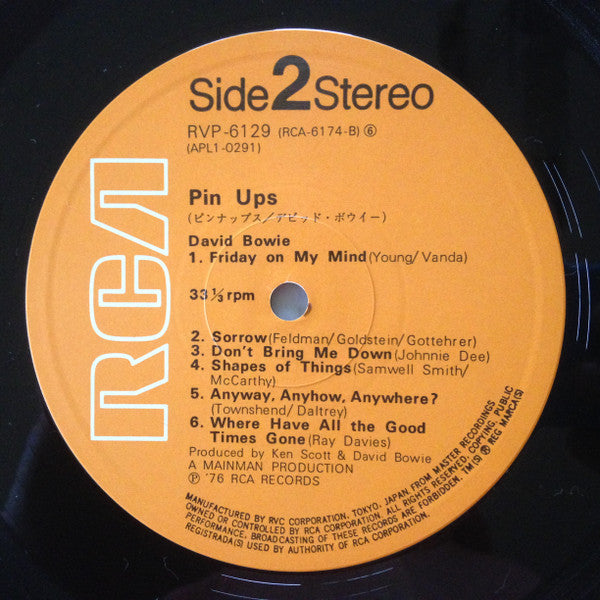 Side 2 Stereo
RVP-6129 (RCA-6174-B) ⑥
(APL1-0291)
RCA
Pin Ups
(ピンナップス/デビッド・ボウイー)
David Bowie
1. Friday on My Mind (Young/Vanda)
33 1/3 rpm
2. Sorrow (Feldman/Goldstein/Gottehrer)
3. Don't Bring Me Down (Johnnie Dee)
4. Shapes of Things (Samwell Smith/
McCarthy)
5. Anyway, Anyhow, Anywhere?
(Townshend/Daltrey)
6. Where Have All the Good
Times Gone (Ray Davies)
Produced by Ken Scott & David Bowie
A MAINMAN PRODUCTION
Ⓟ '76 RCA RECORDS
MANUFACTURED BY RVC CORPORATION, TOKYO, JAPAN, FROM MASTER RECORDINGS
OWNED OR CONTROLLED BY RCA CORPORATION. ALL RIGHTS RESERVED. COPYING, PUBLIC
PERFORMANCE, BROADCASTING OF THESE RECORDS ARE FORBIDDEN. TM(S) ® REG MARCA(S)
REGISTRADA(S) USED BY AUTHORITY OF RCA CORPORATION.